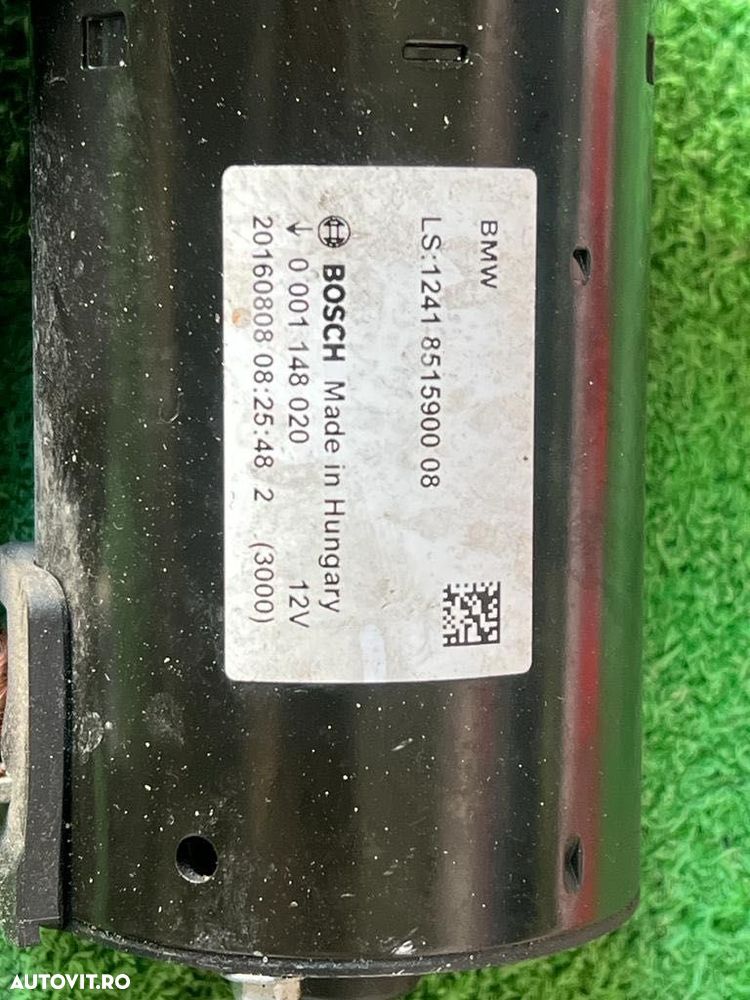 BMW
LS:1241 8515900 08
BOSCH Made in Hungary
↓ 0 001 148 020 12V
20160808 08:25:48 2 (3000)
AUTOVIT.RO